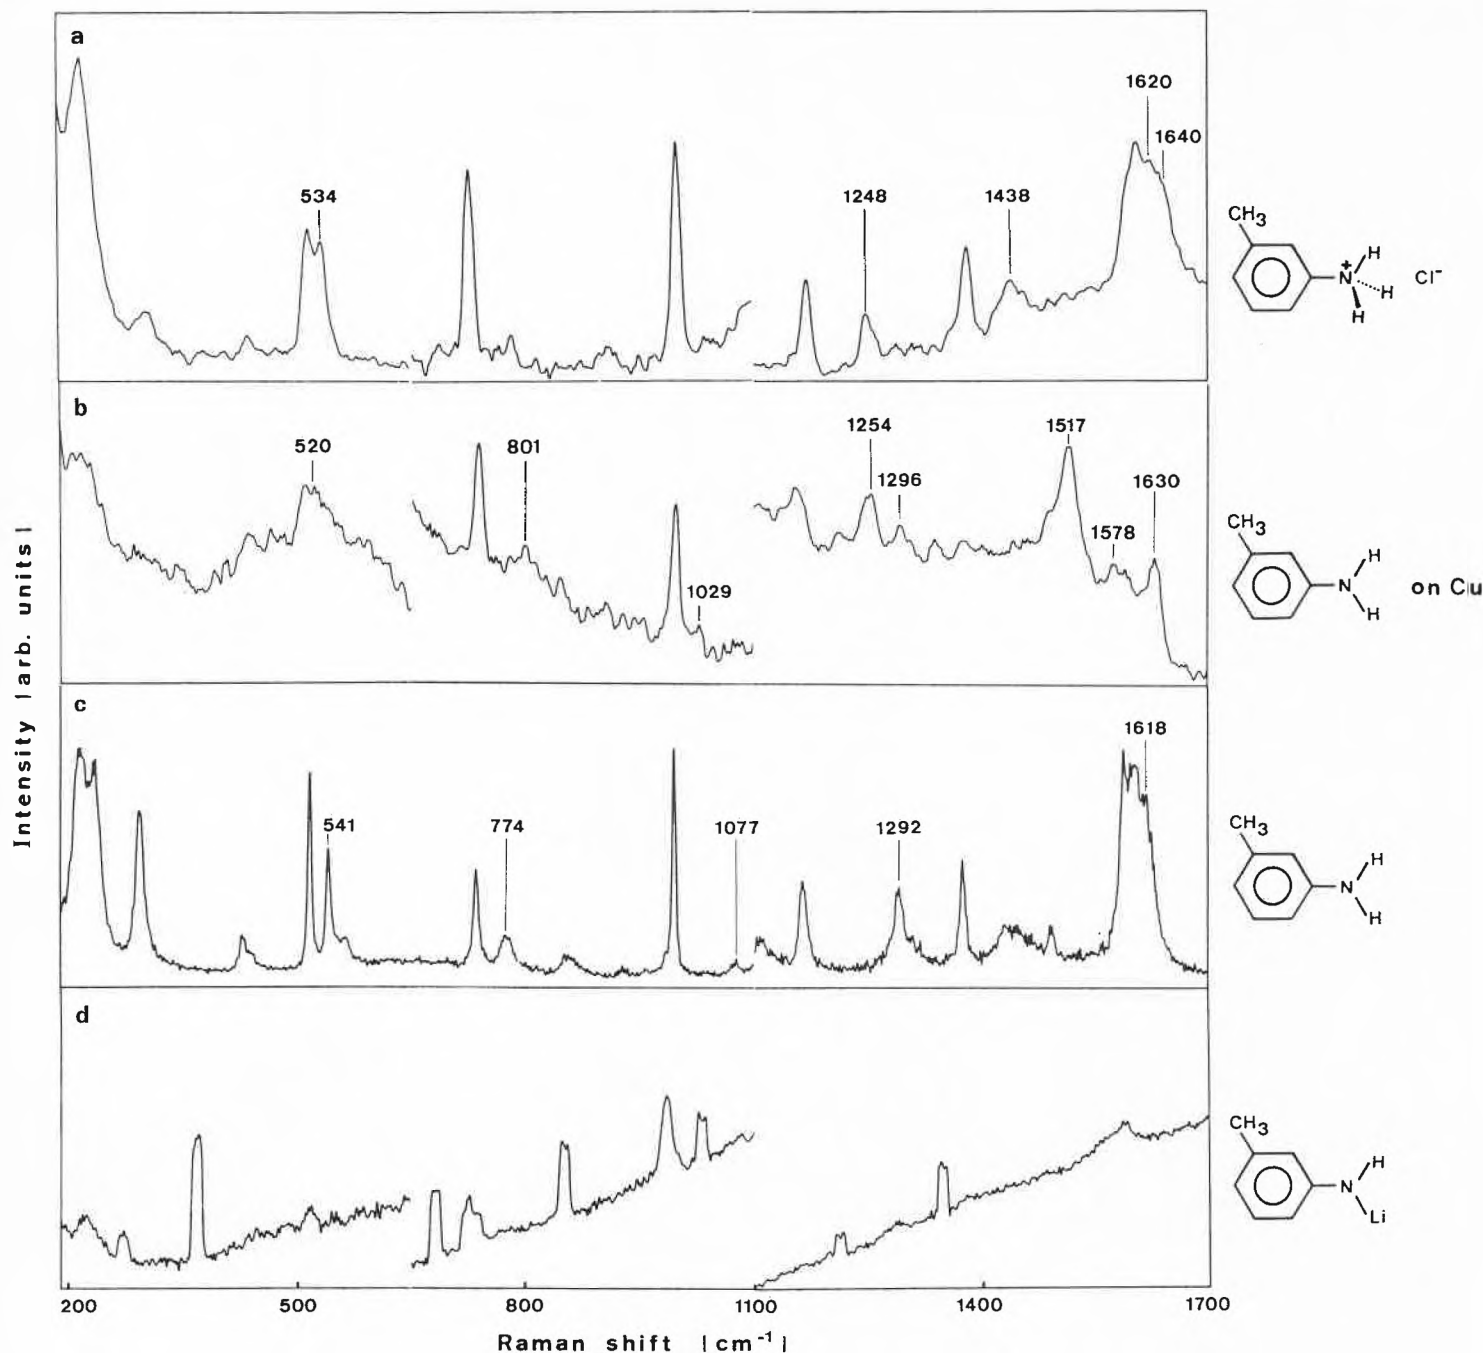 a
1620
1640
534
1248
1438
CH3
N+
H
H
H
Cl-
b
520
801
1029
1254
1296
1517
1578
1630
CH3
N
H
H
on Cu
c
541
774
1077
1292
1618
CH3
N
H
H
d
CH3
N
H
Li
Intensity |arb. units|
200
500
800
1100
1400
1700
Raman shift |cm-1|